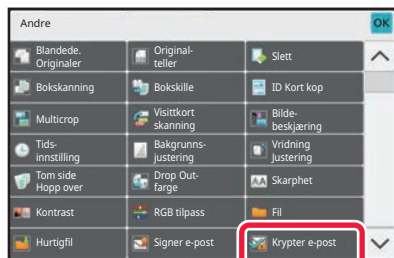 Andre
OK
Blandede.
Originaler
Original-
teller
Slett
Bokskanning
Bokskille
ID Kort kop
Multicrop
Visittkort
skanning
Bilde-
beskjæring
Tids-
innstilling
Bakgrunns-
justering
Vridning
Justering
Tom side
Hopp over
Drop Out-
farge
AA Skarphet
Kontrast
RGB tilpass
Fil
Hurtigfil
Signer e-post
Krypter e-post